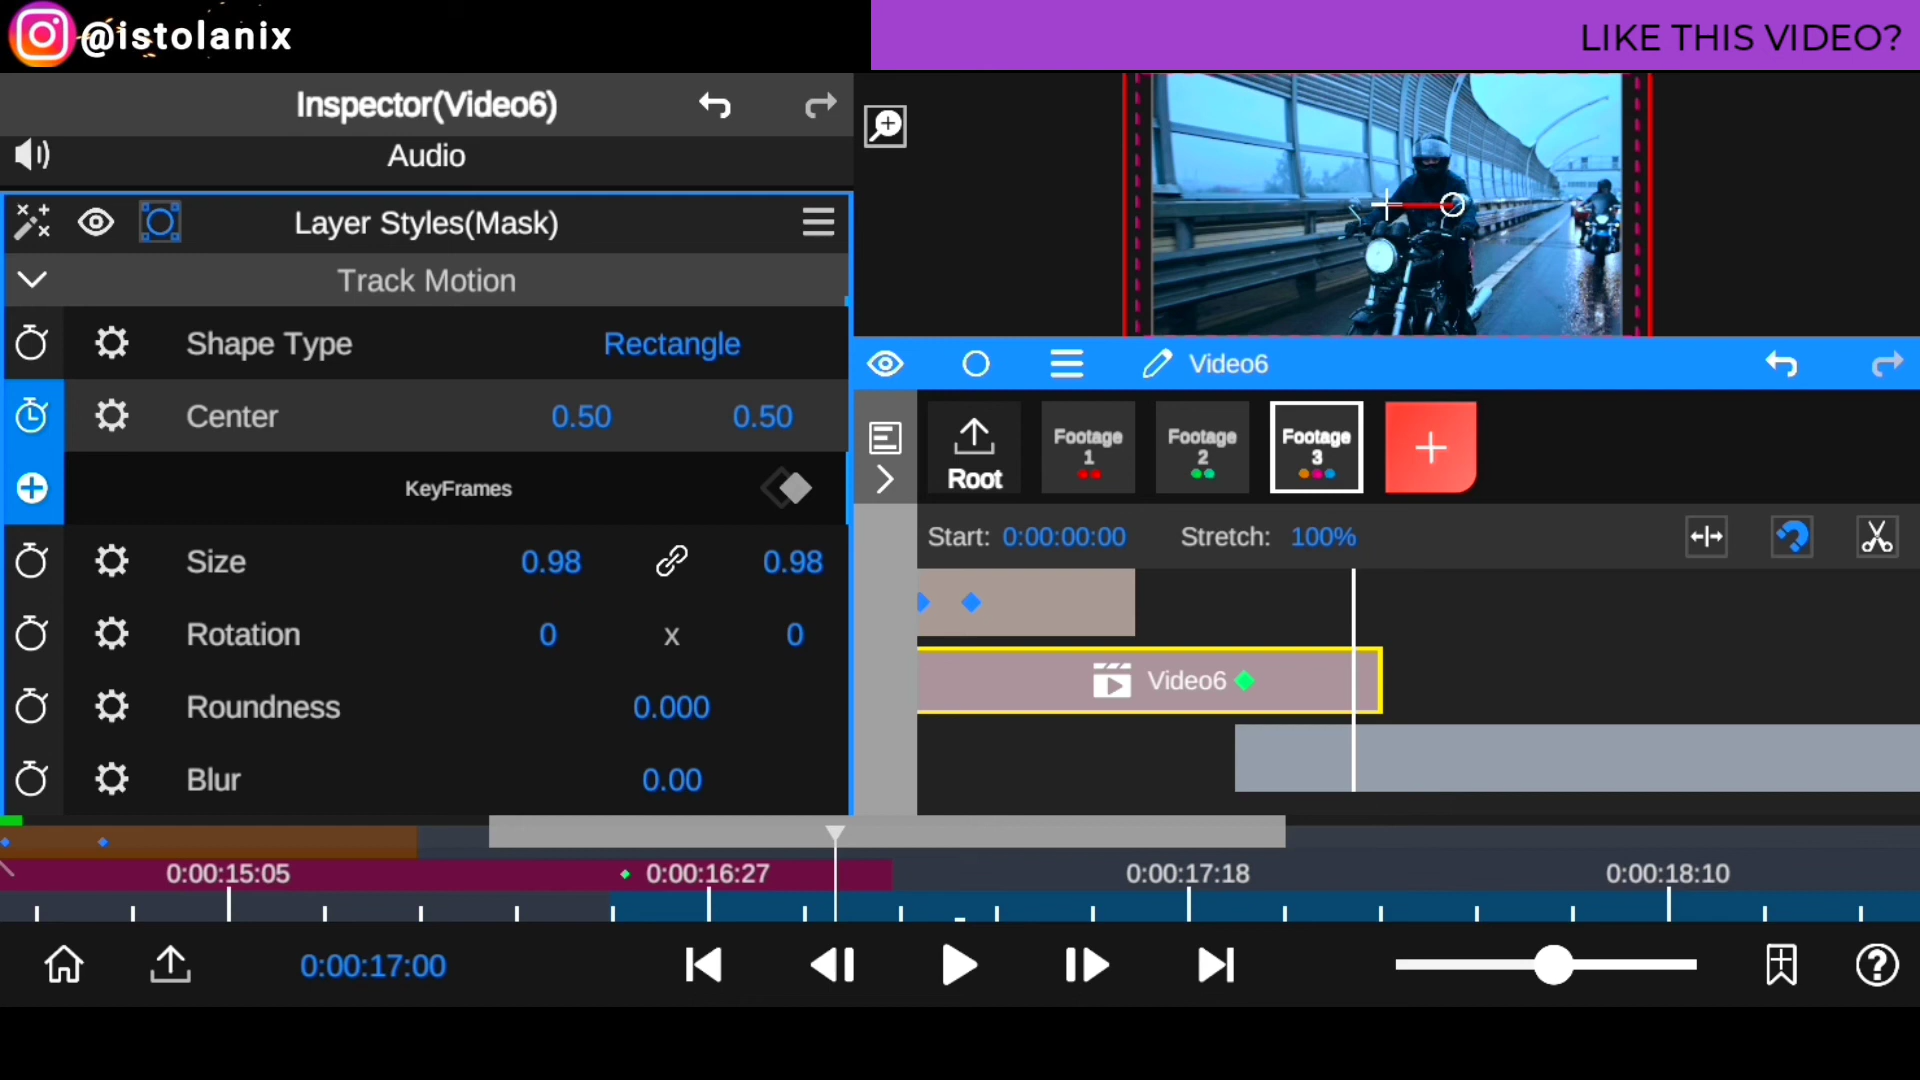 @istolanix
LIKE THIS VIDEO?
Inspector(Video6)
Audio
Layer Styles(Mask)
Track Motion
Shape Type Rectangle
Center 0.50 0.50
KeyFrames
Size 0.98 0.98
Rotation 0 x 0
Roundness 0.000
Blur 0.00
Video6
Root
Footage 1
Footage 2
Footage 3
Start: 0:00:00:00 Stretch: 100%
Video6
0:00:15:05 0:00:16:27 0:00:17:18 0:00:18:10
0:00:17:00